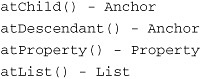 atChild() - Anchor
atDescendant() - Anchor
atProperty() - Property
atList() - List